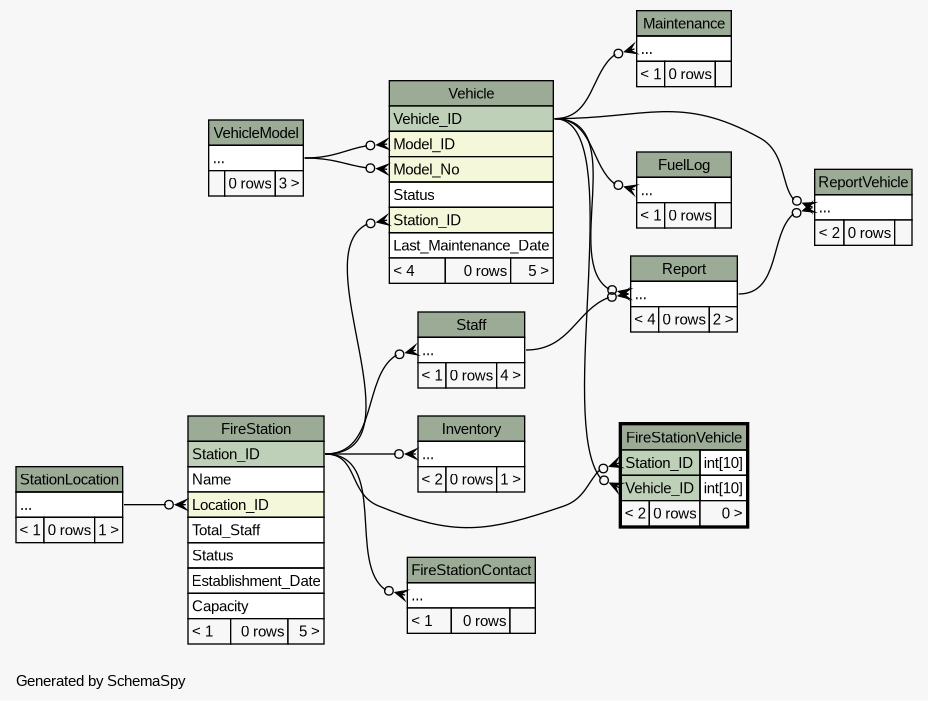 Maintenance
...
< 1 0 rows
Vehicle
Vehicle_ID
Model_ID
Model_No
Status
Station_ID
Last_Maintenance_Date
< 4 0 rows 5 >
VehicleModel
...
0 rows 3 >
FuelLog
...
< 1 0 rows
ReportVehicle
...
< 2 0 rows
Report
...
< 4 0 rows 2 >
Staff
...
< 1 0 rows 4 >
FireStation
Station_ID
Name
Location_ID
Total_Staff
Status
Establishment_Date
Capacity
< 1 0 rows 5 >
Inventory
...
< 2 0 rows 1 >
FireStationVehicle
Station_ID int[10]
Vehicle_ID int[10]
< 2 0 rows 0 >
StationLocation
...
< 1 0 rows 1 >
FireStationContact
...
< 1 0 rows
Generated by SchemaSpy